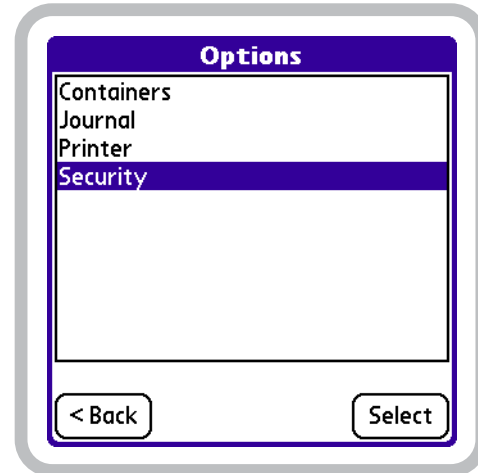 Options
Containers
Journal
Printer
Security
< Back
Select